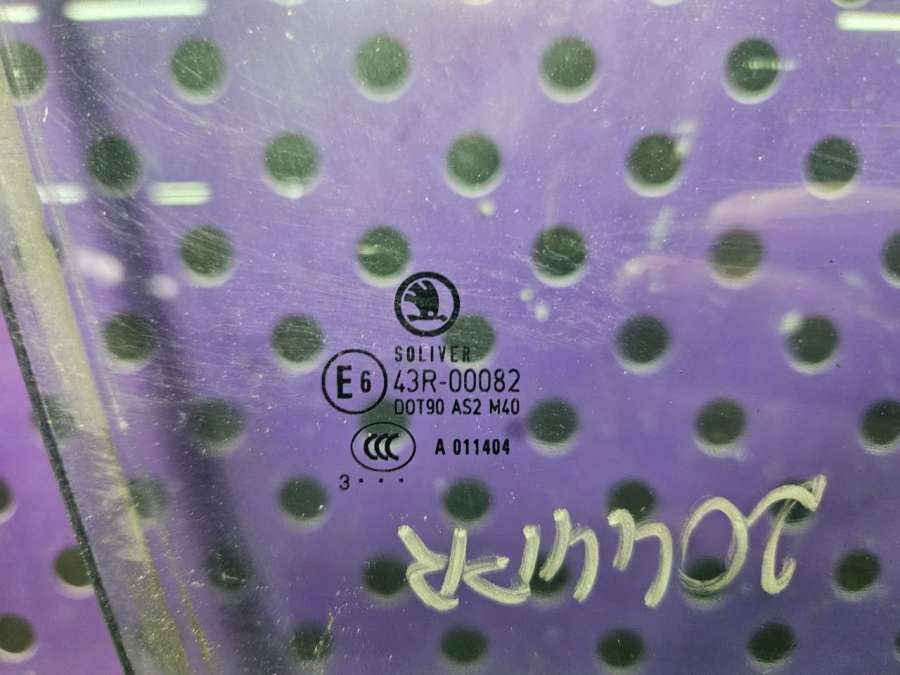 SOLIVER
E6 43R-00082
DOT90 AS2 M40
CCC A 011404
3 . . .